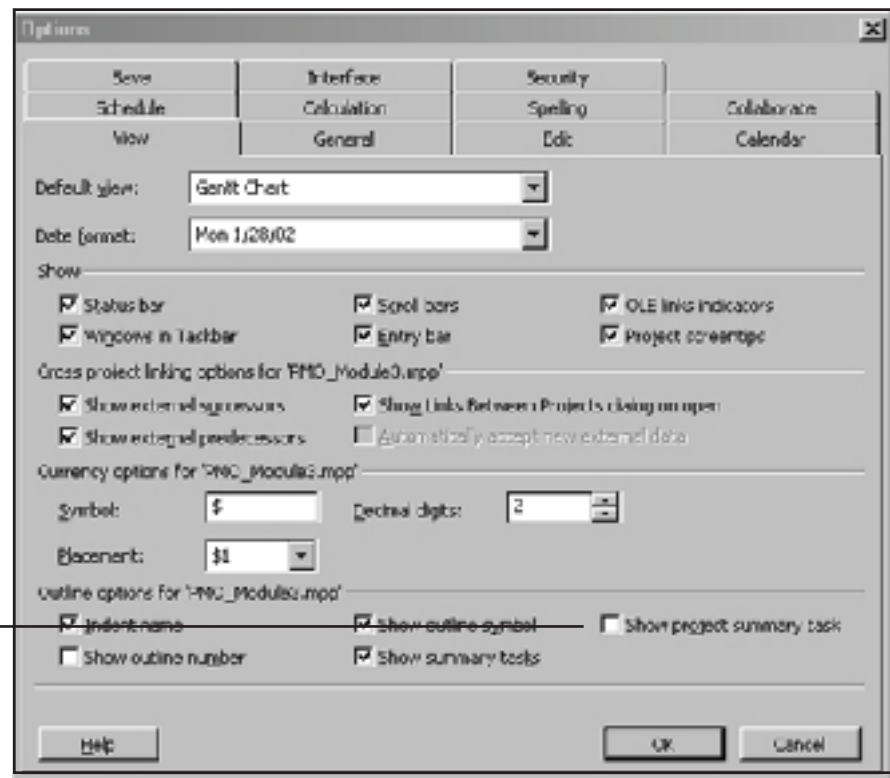 Options
Save Interface Security
Schedule Calculation Spelling Collaborate
View General Edit Calendar
Default view: Gantt Chart
Date format: Mon 1/28/02
Show
Status bar Scroll bars OLE links indicators
Windows in Taskbar Entry bar Project screentips
Cross project linking options for 'PMO_Module3.mpp'
Show external successors Show Links Between Projects dialog on open
Show external predecessors Automatically accept new external data
Currency options for 'PMO_Module3.mpp'
Symbol: $ Decimal digits: 2
Placement: $1
Outline options for 'PMO_Module3.mpp'
Indent name Show outline symbol Show project summary task
Show outline number Show summary tasks
Help OK Cancel